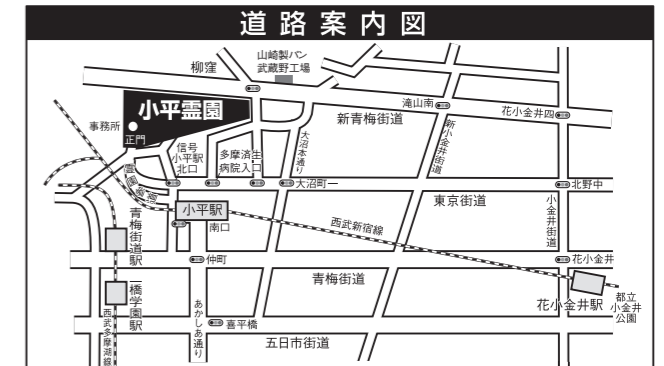 道路案内図
山崎製パン
武蔵野工場
柳窪
小平霊園
事務所
正門
滝山南
花小金井四
新青梅街道
新小金井街道
信号
小平駅
北口
多摩済生
病院入口
大沼本通り
大沼町一
北野中
東京街道
小金井街道
小平駅
南口
西武新宿線
青梅街道駅
仲町
花小金井
青梅街道
花小金井駅
都立
小金井
公園
一橋学園駅
西武多摩湖線
あかしあ通り
喜平橋
五日市街道